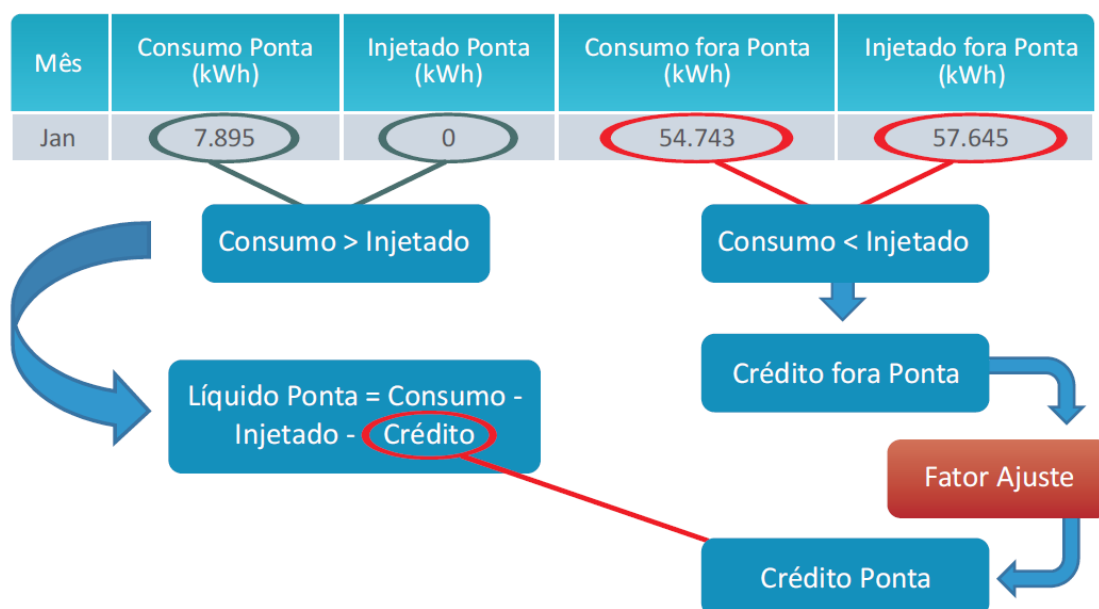 Mês
Consumo Ponta
(kWh)
Injetado Ponta
(kWh)
Consumo fora Ponta
(kWh)
Injetado fora Ponta
(kWh)
Jan
7.895
0
54.743
57.645
Consumo > Injetado
Consumo < Injetado
Líquido Ponta = Consumo -
Injetado - Crédito
Crédito fora Ponta
Fator Ajuste
Crédito Ponta